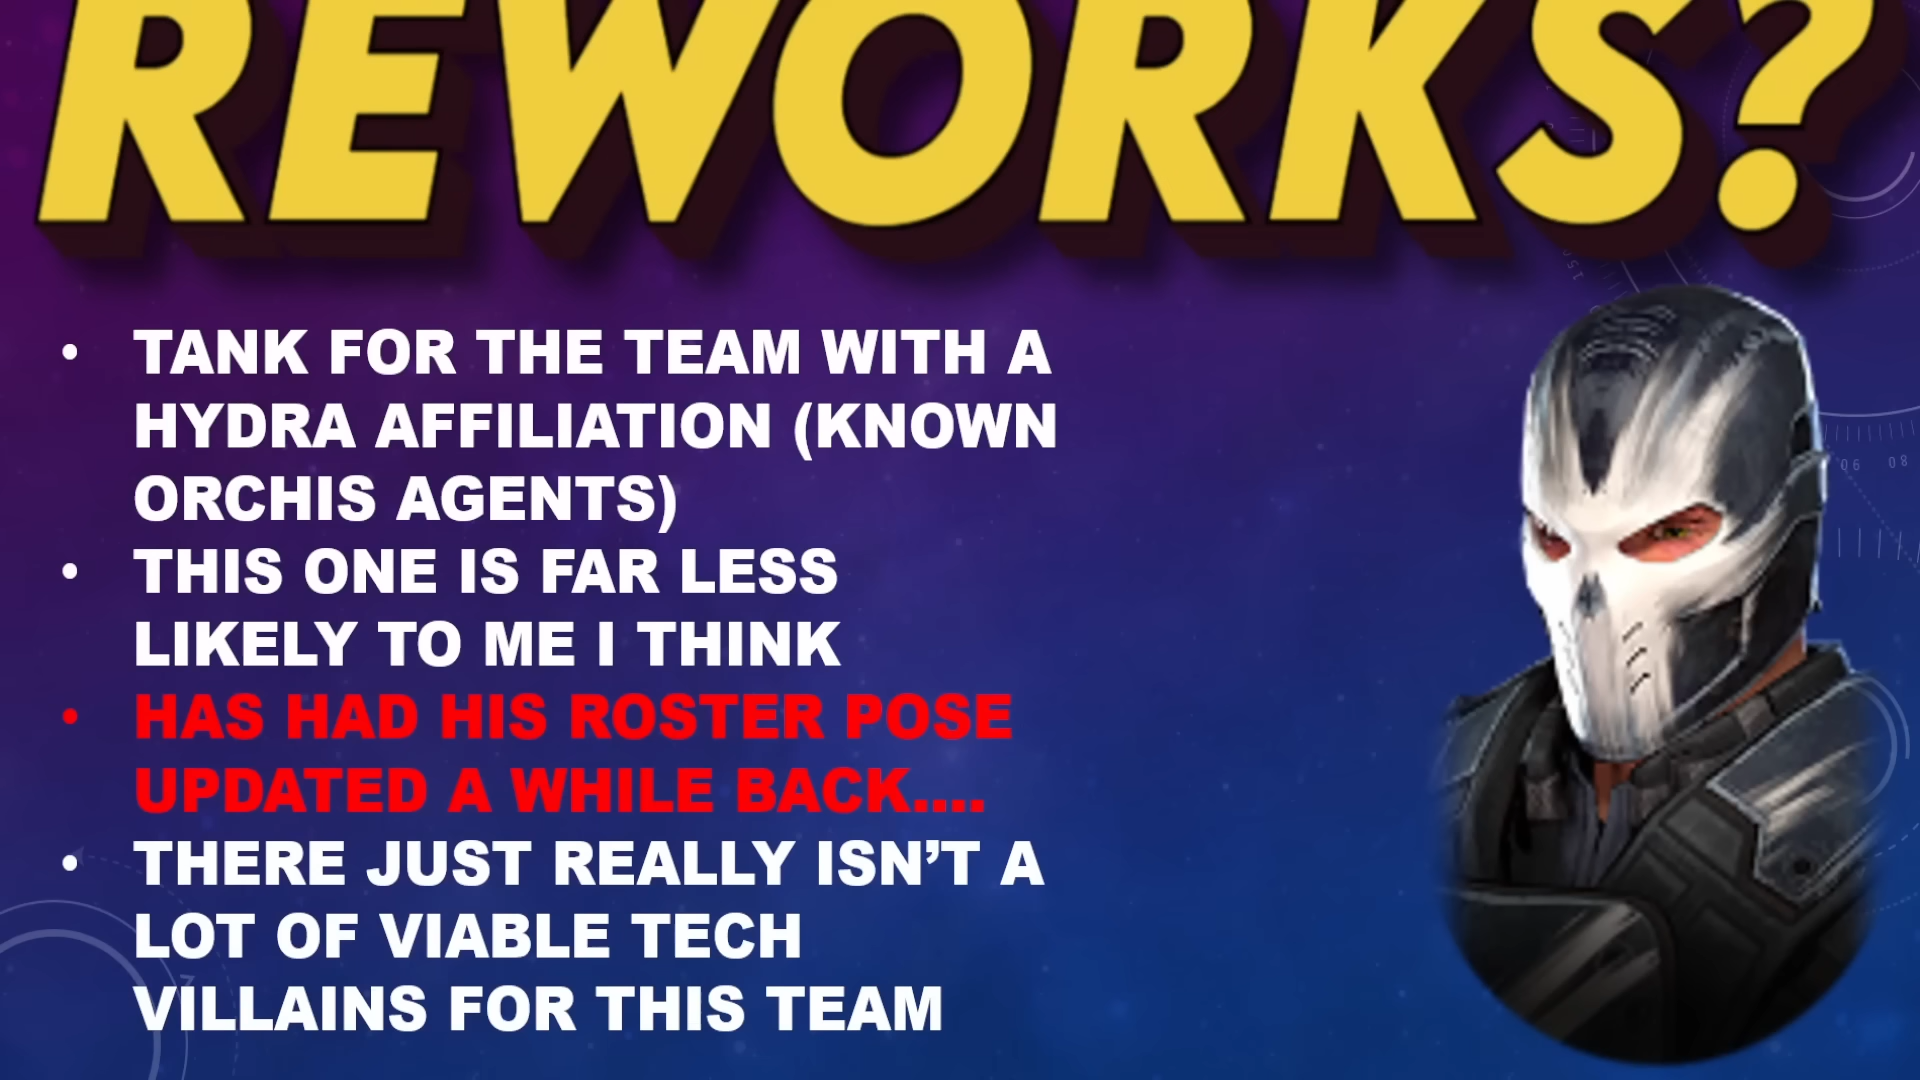 REWORKS?
• TANK FOR THE TEAM WITH A
HYDRA AFFILIATION (KNOWN
ORCHIS AGENTS)
• THIS ONE IS FAR LESS
LIKELY TO ME I THINK
• HAS HAD HIS ROSTER POSE
UPDATED A WHILE BACK....
• THERE JUST REALLY ISN’T A
LOT OF VIABLE TECH
VILLAINS FOR THIS TEAM